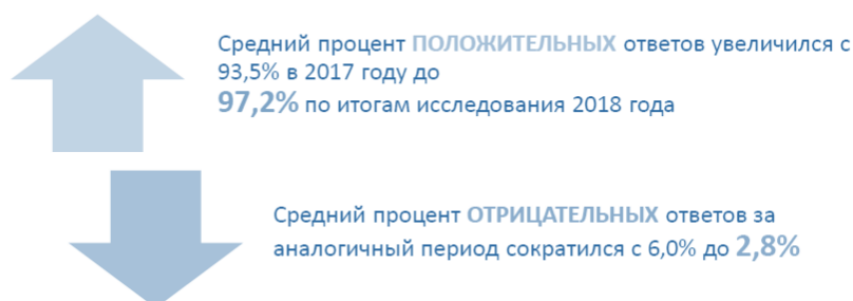 Средний процент ПОЛОЖИТЕЛЬНЫХ ответов увеличился с
93,5% в 2017 году до
97,2% по итогам исследования 2018 года
Средний процент ОТРИЦАТЕЛЬНЫХ ответов за
аналогичный период сократился с 6,0% до 2,8%